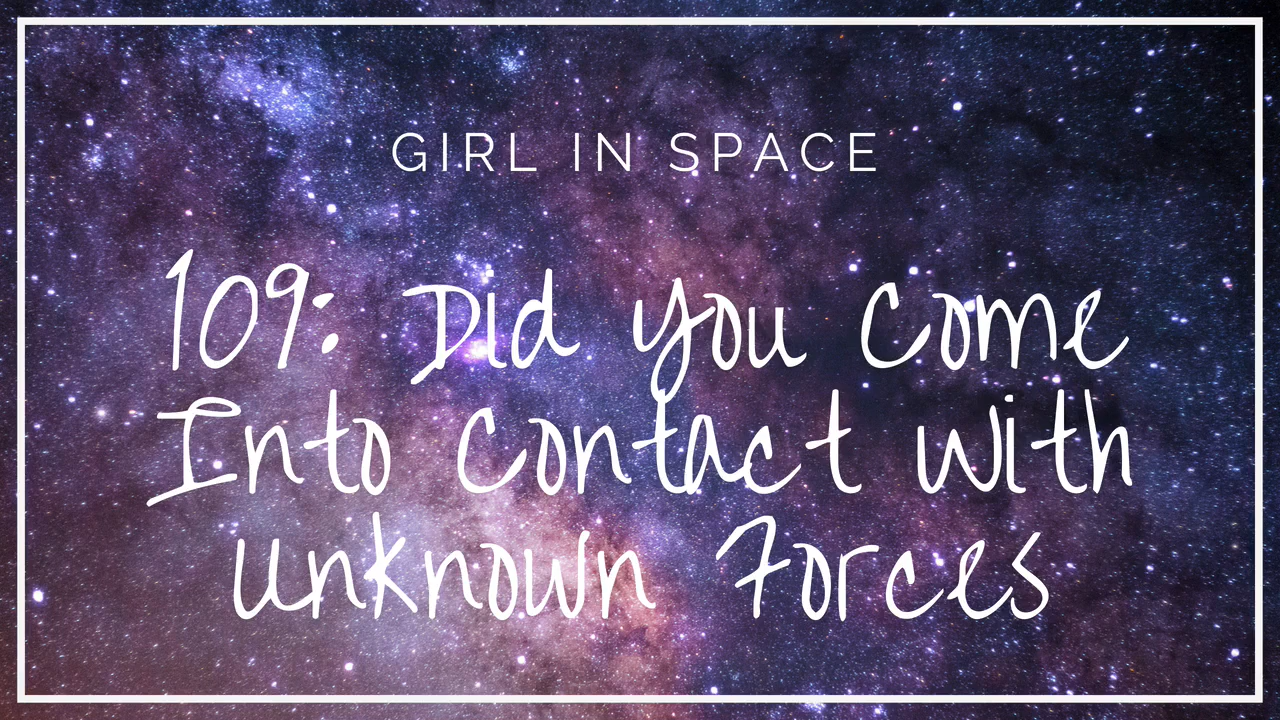 GIRL IN SPACE
109: Did You Come
Into Contact With
Unknown Forces